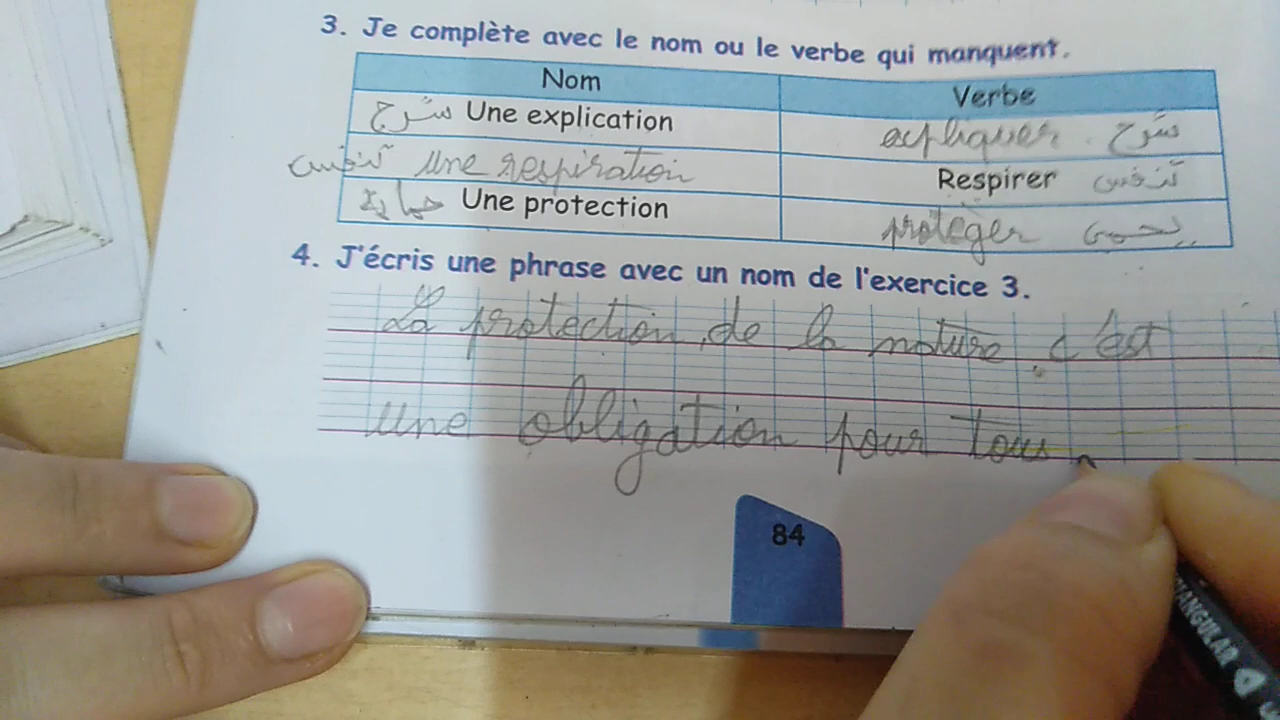 3. Je complète avec le nom ou le verbe qui manquent.
Nom Verbe
شرح Une explication expliquer شرح
تنفس une respiration Respirer تنفس
حماية Une protection protéger يحمي
4. J'écris une phrase avec un nom de l'exercice 3.
La protection de la nature c'est
une obligation pour tous
84
TRIANGULAR